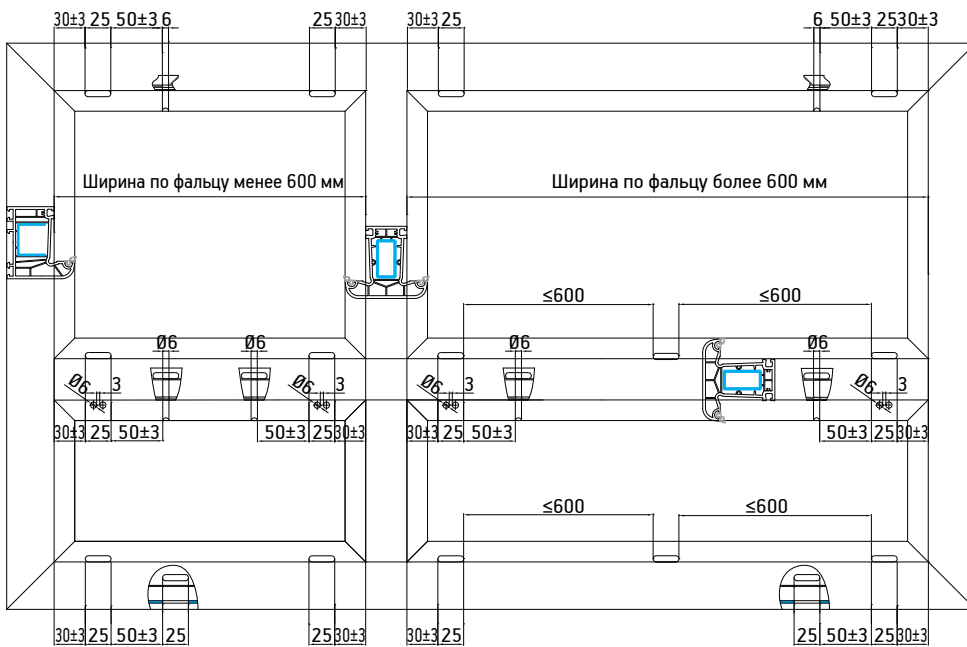 30±3 25 50±3 6 25 30±3 30±3 25 6 50±3 25 30±3
Ширина по фальцу менее 600 мм Ширина по фальцу более 600 мм
≤600 ≤600
Ø6 Ø6 Ø6 Ø6
Ø6 3 Ø6 3 Ø6 3 Ø6 3
30±3 25 50±3 50±3 25 30±3 30±3 25 50±3 50±3 25 30±3
≤600 ≤600
30±3 25 50±3 25 25 30±3 30±3 25 25 50±3 25 30±3